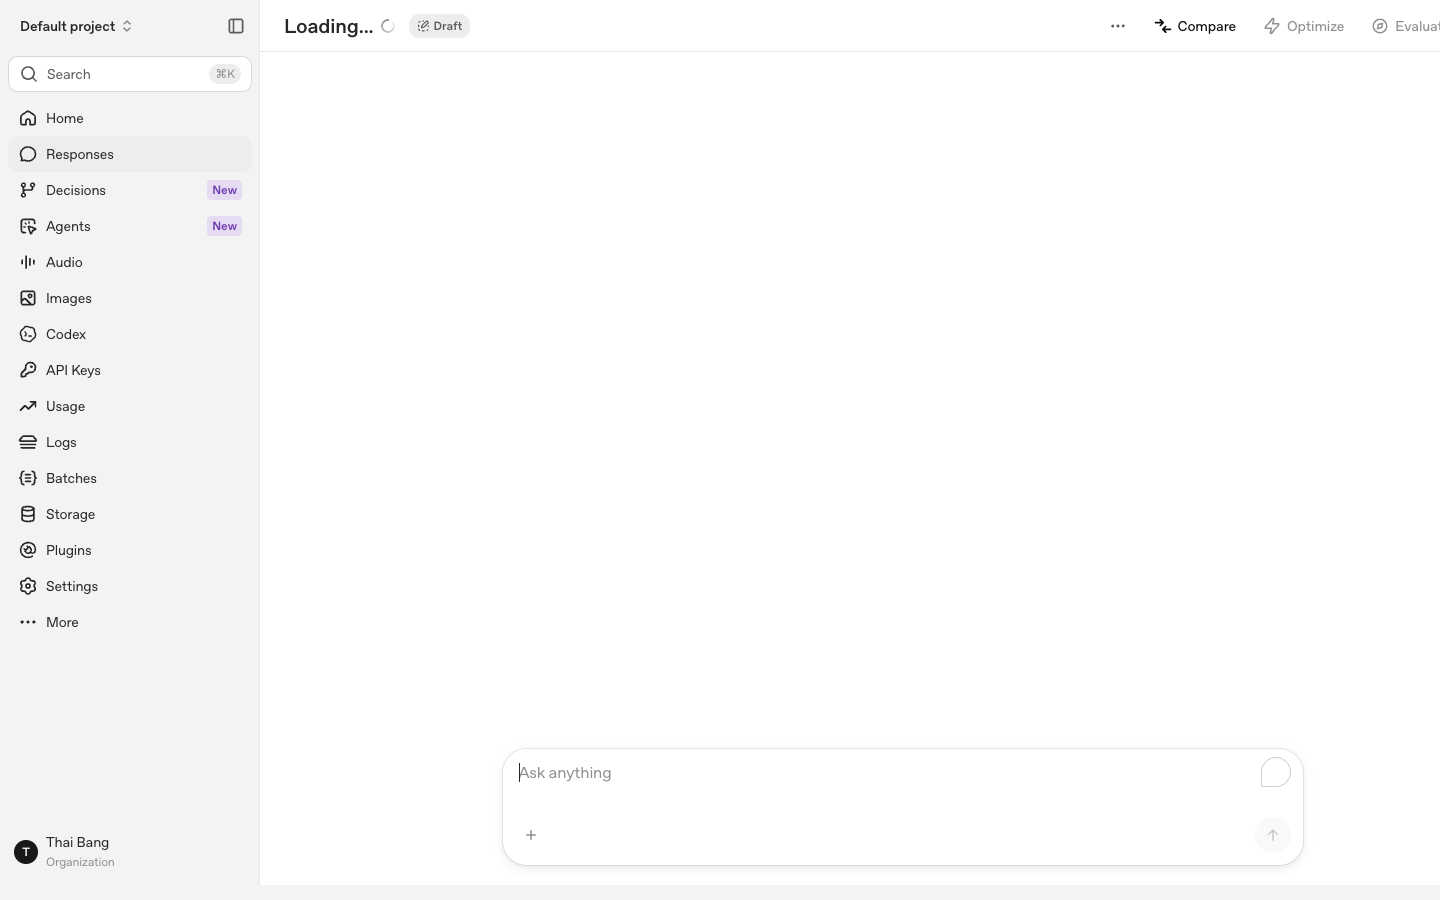 Default project
Search
⌘K
Home
Responses
Decisions
New
Agents
New
Audio
Images
Codex
API Keys
Usage
Logs
Batches
Storage
Plugins
Settings
More
T
Thai Bang
Organization
Loading...
Draft
Compare
Optimize
Evaluat
Ask anything